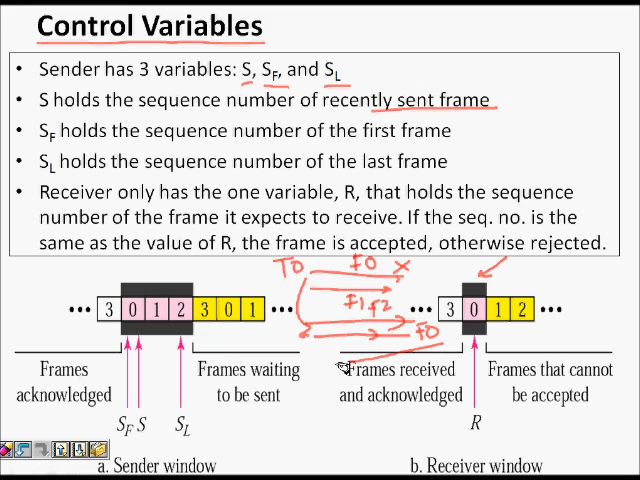 Control Variables
• Sender has 3 variables: S, SF, and SL
• S holds the sequence number of recently sent frame
• SF holds the sequence number of the first frame
• SL holds the sequence number of the last frame
• Receiver only has the one variable, R, that holds the sequence
number of the frame it expects to receive. If the seq. no. is the
same as the value of R, the frame is accepted, otherwise rejected.
T0 F0 X
F1 F2
F0
••• 3 0 1 2 3 0 1 •••
••• 3 0 1 2 •••
Frames
acknowledged
Frames waiting
to be sent
Frames received
and acknowledged
Frames that cannot
be accepted
SF S SL
R
a. Sender window
b. Receiver window